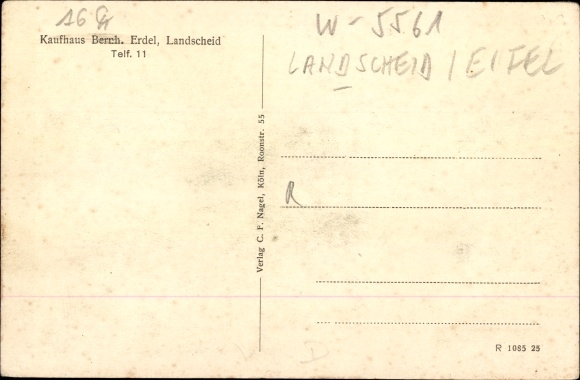 16
Kaufhaus Bernh. Erdel, Landscheid
Telf. 11
W-5561
LANDSCHEID / EIFEL
Verlag C. F. Nagel, Köln, Roonstr. 55
R
R 1085 25